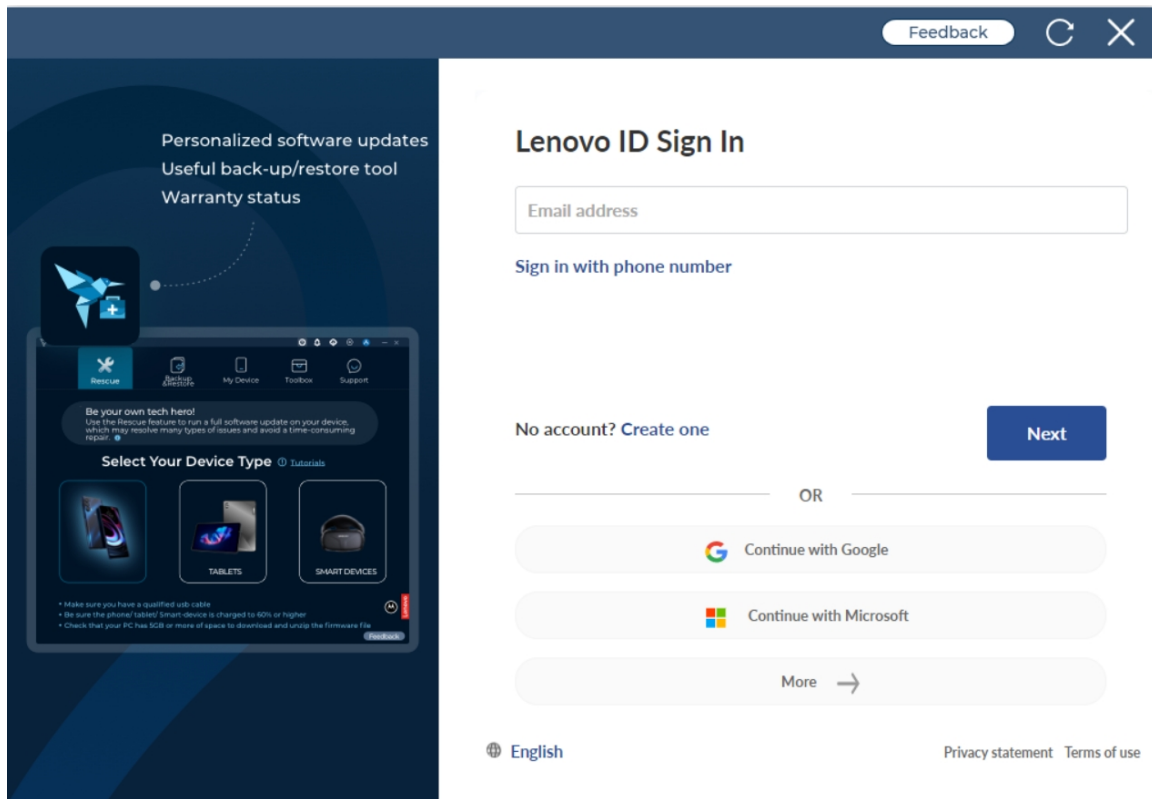 Feedback
Personalized software updates
Useful back-up/restore tool
Warranty status
Rescue
Backup
&Restore
My Device
Toolbox
Support
Be your own tech hero!
Use the Rescue feature to run a full software update on your device,
which may resolve many types of issues and avoid a time-consuming
repair.
Select Your Device Type Tutorials
TABLETS
SMART DEVICES
• Make sure you have a qualified usb cable
• Be sure the phone/ tablet/ Smart-device is charged to 60% or higher
• Check that your PC has 5GB or more of space to download and unzip the firmware file
Lenovo
Feedback
Lenovo ID Sign In
Email address
Sign in with phone number
No account? Create one
Next
OR
Continue with Google
Continue with Microsoft
More
English
Privacy statement Terms of use